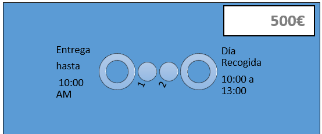 500€
Entrega
hasta
10:00
AM
1
2
Día
Recogida
10:00 a
13:00